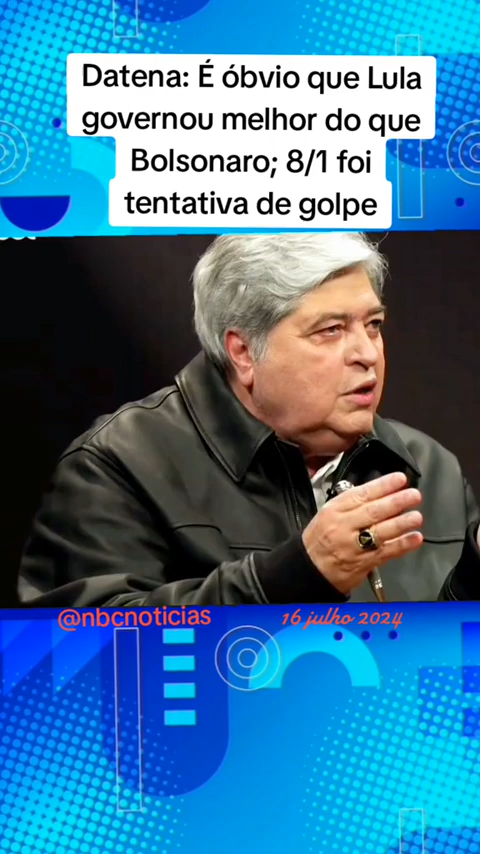 Datena: É óbvio que Lula
governou melhor do que
Bolsonaro; 8/1 foi
tentativa de golpe
@nbcnoticias
16 julho 2024